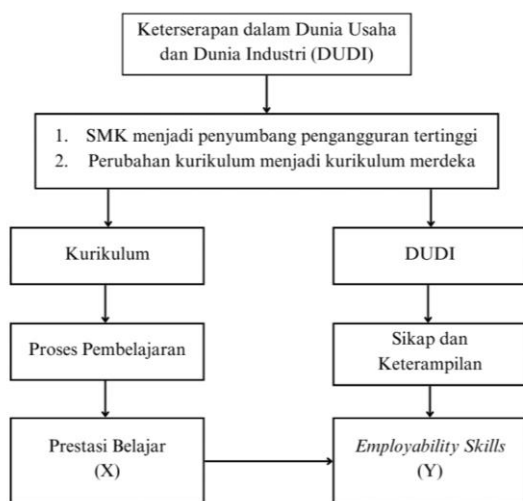 Keterserapan dalam Dunia Usaha
dan Dunia Industri (DUDI)
1. SMK menjadi penyumbang pengangguran tertinggi
2. Perubahan kurikulum menjadi kurikulum merdeka
Kurikulum
DUDI
Proses Pembelajaran
Sikap dan
Keterampilan
Prestasi Belajar
(X)
Employability Skills
(Y)